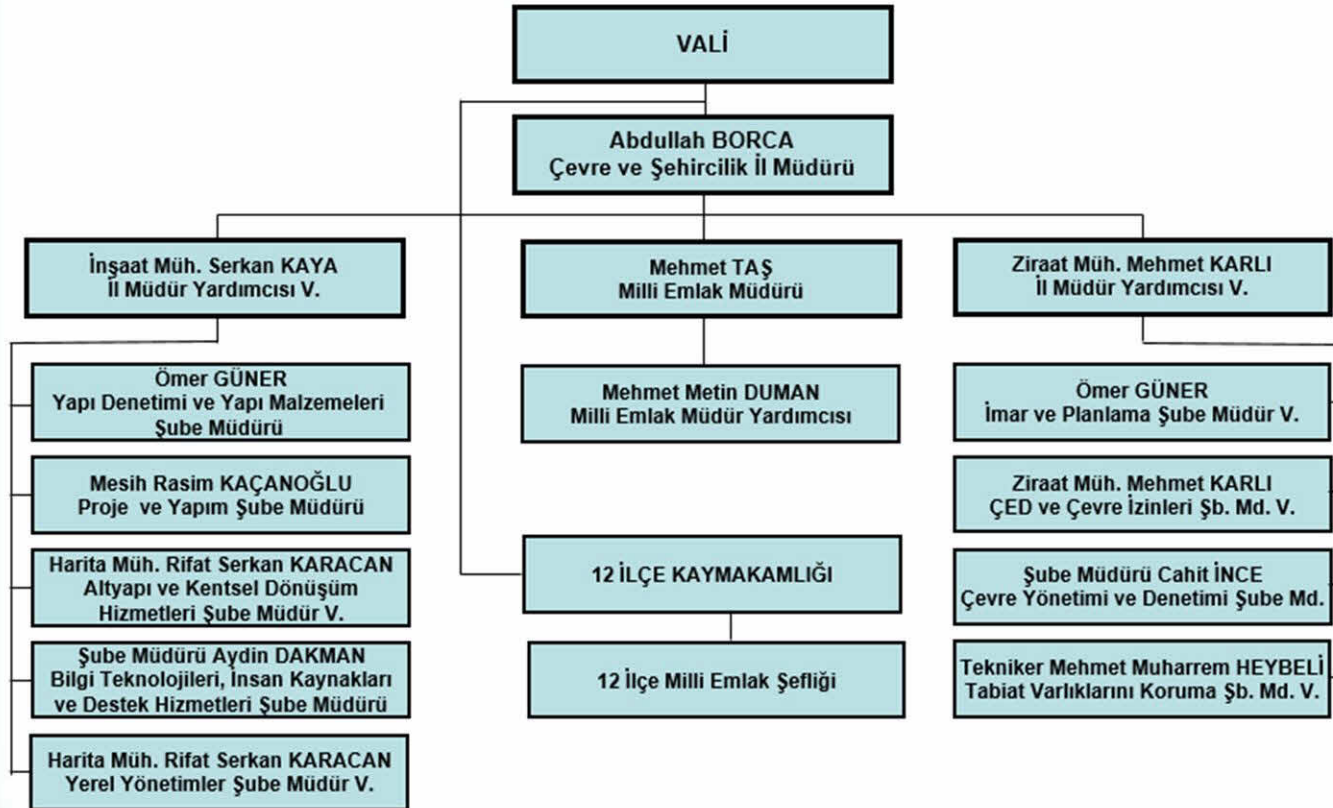 VALİ
Abdullah BORCA
Çevre ve Şehircilik İl Müdürü
İnşaat Müh. Serkan KAYA
İl Müdür Yardımcısı V.
Mehmet TAŞ
Milli Emlak Müdürü
Ziraat Müh. Mehmet KARLI
İl Müdür Yardımcısı V.
Ömer GÜNER
Yapı Denetimi ve Yapı Malzemeleri
Şube Müdürü
Mesih Rasim KAÇANOĞLU
Proje ve Yapım Şube Müdürü
Harita Müh. Rifat Serkan KARACAN
Altyapı ve Kentsel Dönüşüm
Hizmetleri Şube Müdür V.
Şube Müdürü Aydin DAKMAN
Bilgi Teknolojileri, İnsan Kaynakları
ve Destek Hizmetleri Şube Müdürü
Harita Müh. Rifat Serkan KARACAN
Yerel Yönetimler Şube Müdür V.
Mehmet Metin DUMAN
Milli Emlak Müdür Yardımcısı
12 İLÇE KAYMAKAMLIĞI
12 İlçe Milli Emlak Şefliği
Ömer GÜNER
İmar ve Planlama Şube Müdür V.
Ziraat Müh. Mehmet KARLI
ÇED ve Çevre İzinleri Şb. Md. V.
Şube Müdürü Cahit İNCE
Çevre Yönetimi ve Denetimi Şube Md.
Tekniker Mehmet Muharrem HEYBELİ
Tabiat Varlıklarını Koruma Şb. Md. V.